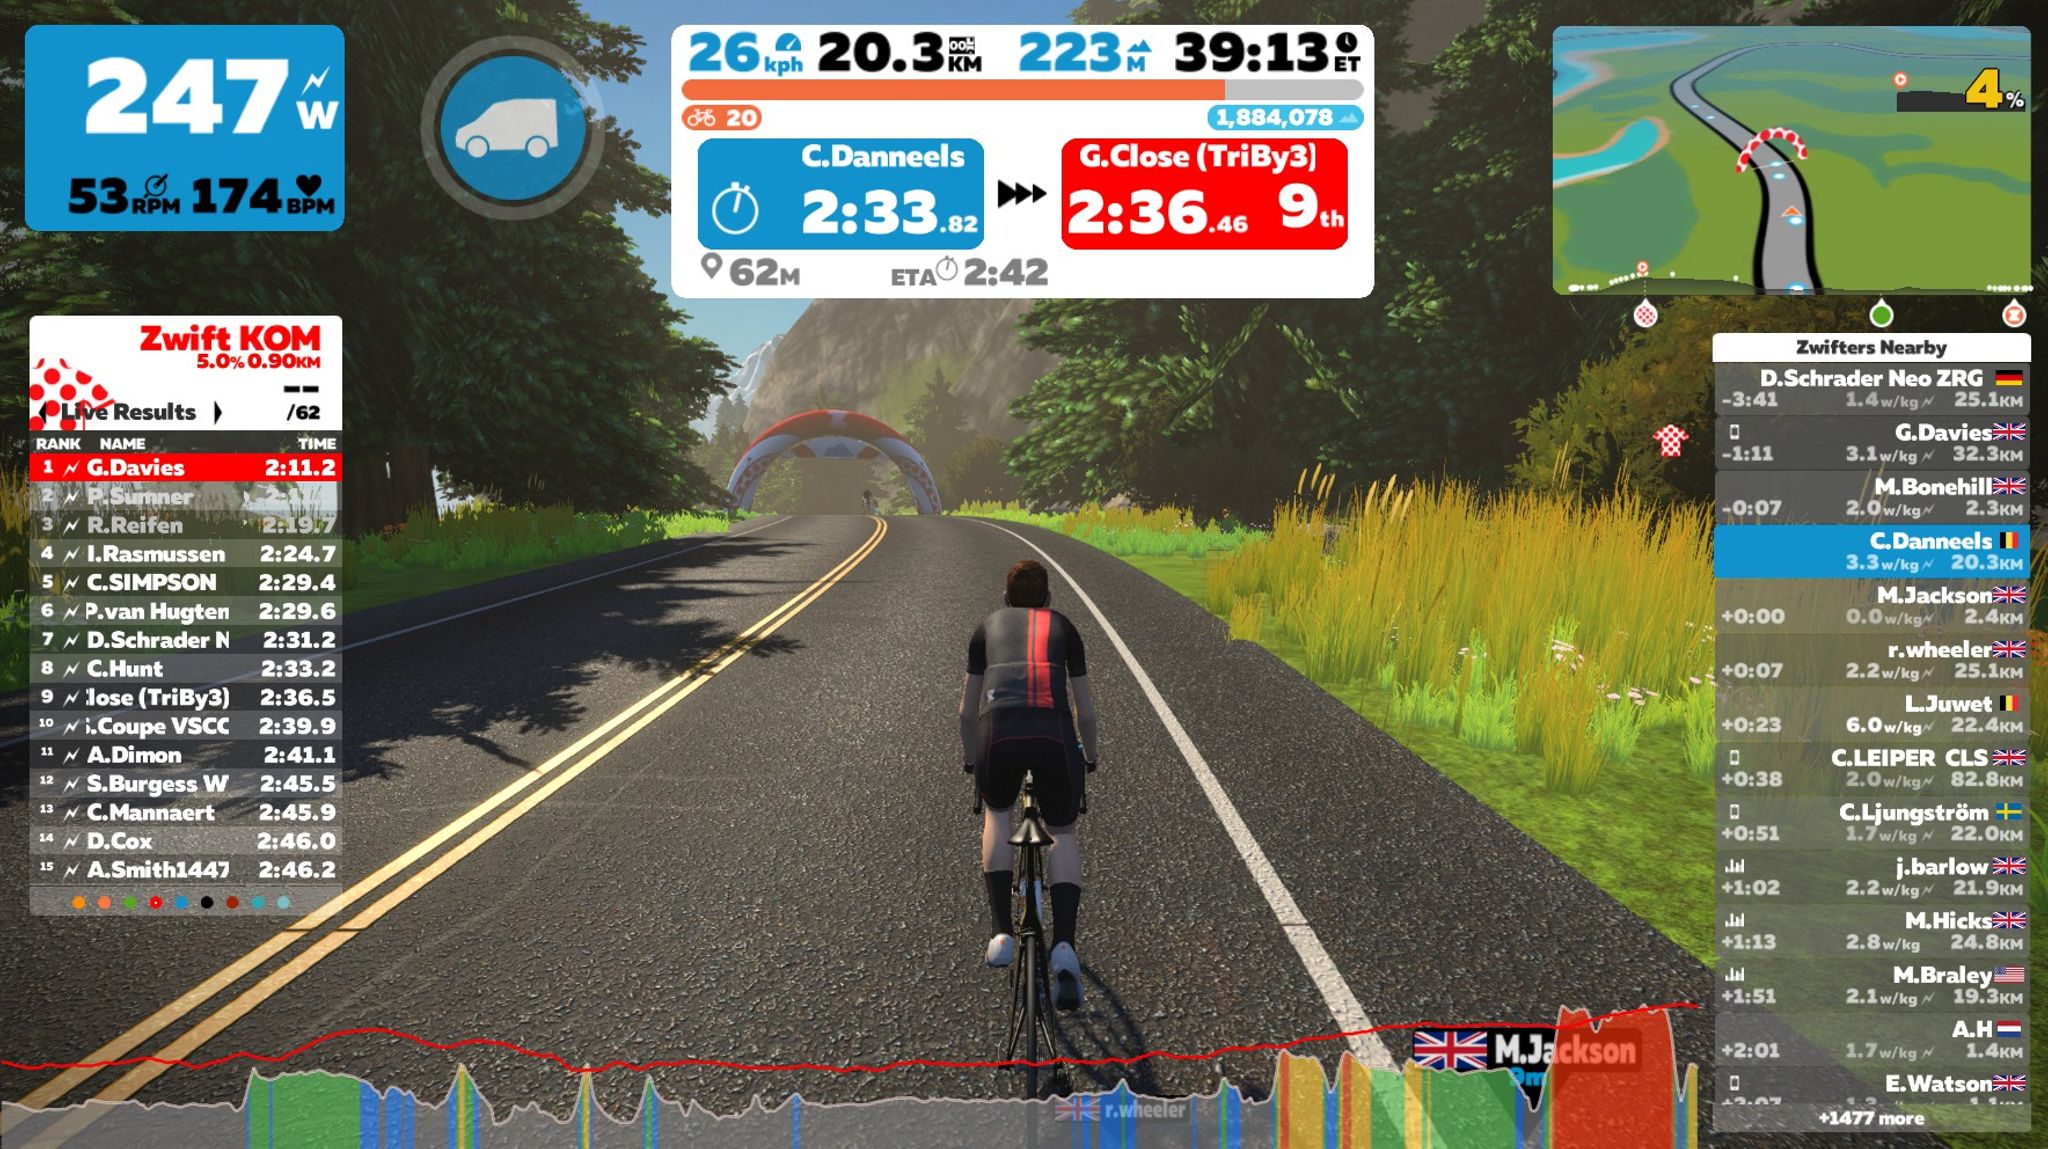 247 W
53 RPM 174 BPM
26 kph 20.3 KM 223 M 39:13 ET
20 1,884,078
C.Danneels
2:33.82
G.Close (TriBy3)
2:36.46 9th
62M ETA 2:42
4%
Zwift KOM
5.0% 0.90KM
--
Live Results /62
RANK NAME TIME
1 G.Davies 2:11.2
2 P.Sumner
3 R.Reifen 2:19.7
4 I.Rasmussen 2:24.7
5 C.SIMPSON 2:29.4
6 P.van Hugten 2:29.6
7 D.Schrader N 2:31.2
8 C.Hunt 2:33.2
9 lose (TriBy3) 2:36.5
10 .Coupe VSCC 2:39.9
11 A.Dimon 2:41.1
12 S.Burgess W 2:45.5
13 C.Mannaert 2:45.9
14 D.Cox 2:46.0
15 A.Smith1447 2:46.2
Zwifters Nearby
D.Schrader Neo ZRG
-3:41 1.4w/kg 25.1KM
G.Davies
-1:11 3.1w/kg 32.3KM
M.Bonehill
-0:07 2.0w/kg 2.3KM
C.Danneels
3.3w/kg 20.3KM
M.Jackson
+0:00 0.0w/kg 2.4KM
r.wheeler
+0:07 2.2w/kg 25.1KM
L.Juwet
+0:23 6.0w/kg 22.4KM
C.LEIPER CLS
+0:38 2.0w/kg 82.8KM
C.Ljungström
+0:51 1.7w/kg 22.0KM
j.barlow
+1:02 2.2w/kg 21.9KM
M.Hicks
+1:13 2.8w/kg 24.8KM
M.Braley
+1:51 2.1w/kg 19.3KM
A.H
+2:01 1.7w/kg 1.4KM
E.Watson
+1477 more
M.Jackson
r.wheeler